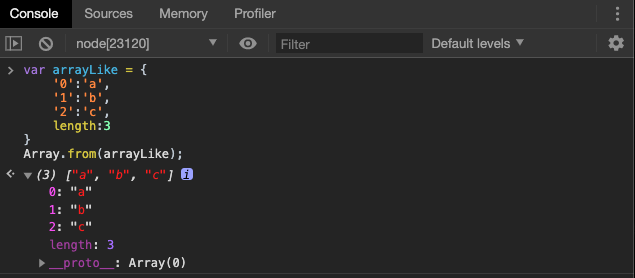 Console Sources Memory Profiler
node[23120] Filter Default levels
var arrayLike = {
'0':'a',
'1':'b',
'2':'c',
length:3
}
Array.from(arrayLike);
(3) ["a", "b", "c"] i
0: "a"
1: "b"
2: "c"
length: 3
__proto__: Array(0)